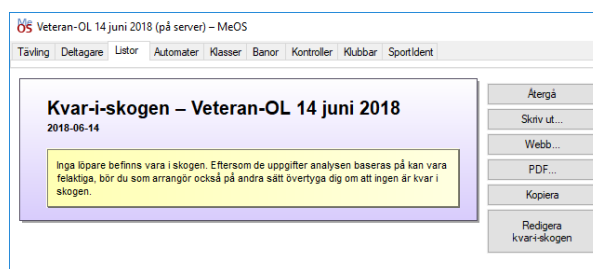 MeOS Veteran-OL 14 juni 2018 (på server) – MeOS
Tävling Deltagare Listor Automater Klasser Banor Kontroller Klubbar SportIdent
Kvar-i-skogen – Veteran-OL 14 juni 2018
2018-06-14
Inga löpare befinns vara i skogen. Eftersom de uppgifter analysen baseras på kan vara
felaktiga, bör du som arrangör också på andra sätt övertyga dig om att ingen är kvar i
skogen.
Återgå
Skriv ut...
Webb...
PDF...
Kopiera
Redigera
kvar-i-skogen